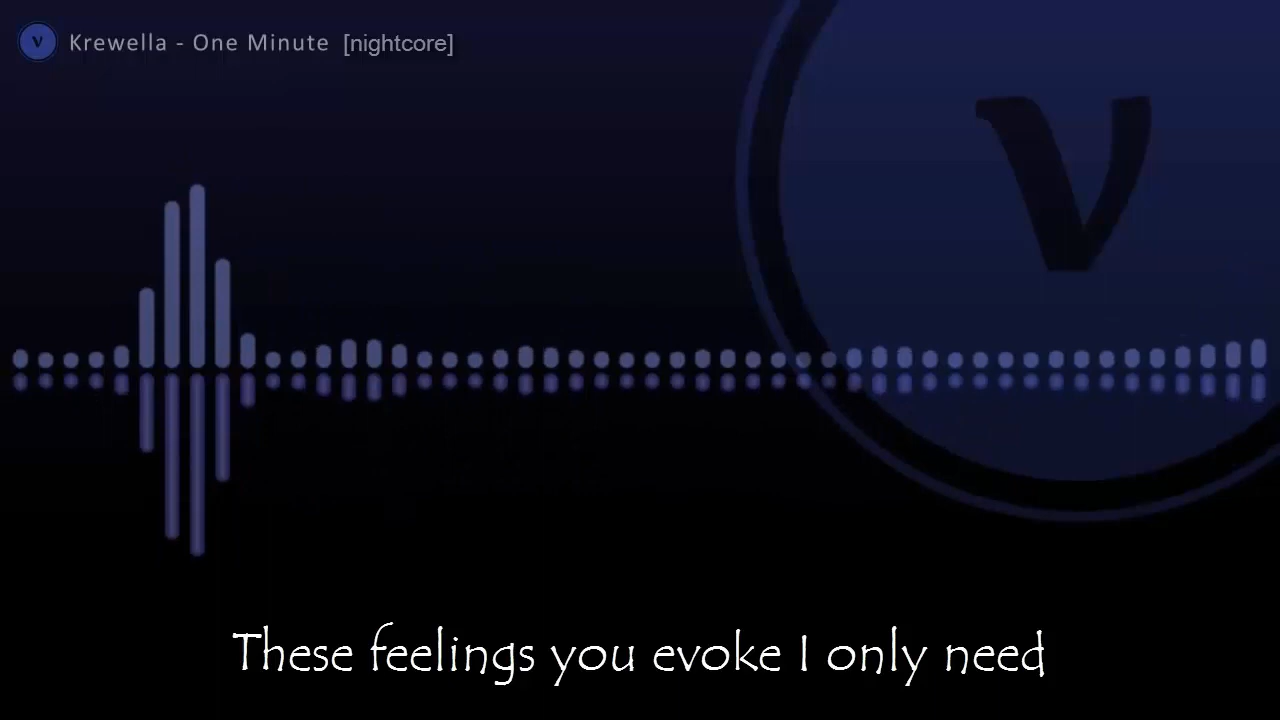 ν Krewella - One Minute [nightcore]
ν
These feelings you evoke I only need